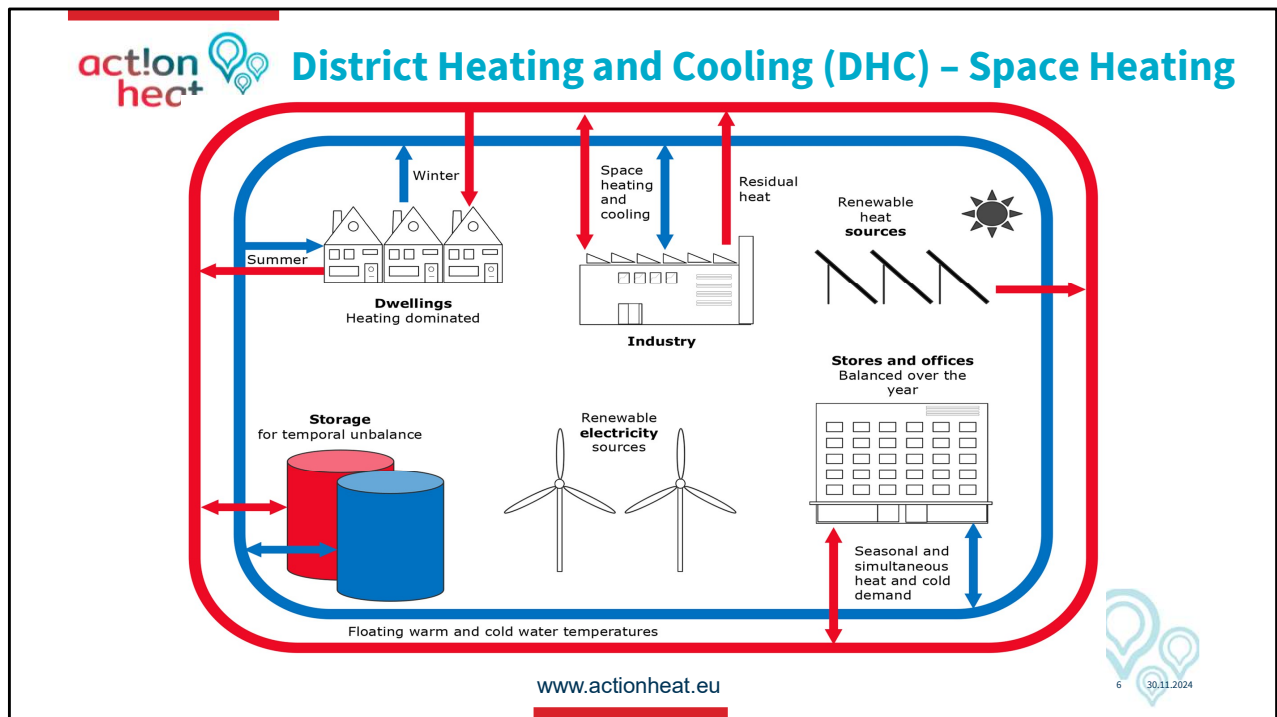 act!on
heat
District Heating and Cooling (DHC) – Space Heating
Winter
Summer
Dwellings
Heating dominated
Space
heating
and
cooling
Residual
heat
Industry
Renewable
heat
sources
Stores and offices
Balanced over the
year
Storage
for temporal unbalance
Renewable
electricity
sources
Seasonal and
simultaneous
heat and cold
demand
Floating warm and cold water temperatures
www.actionheat.eu
6 30.11.2024